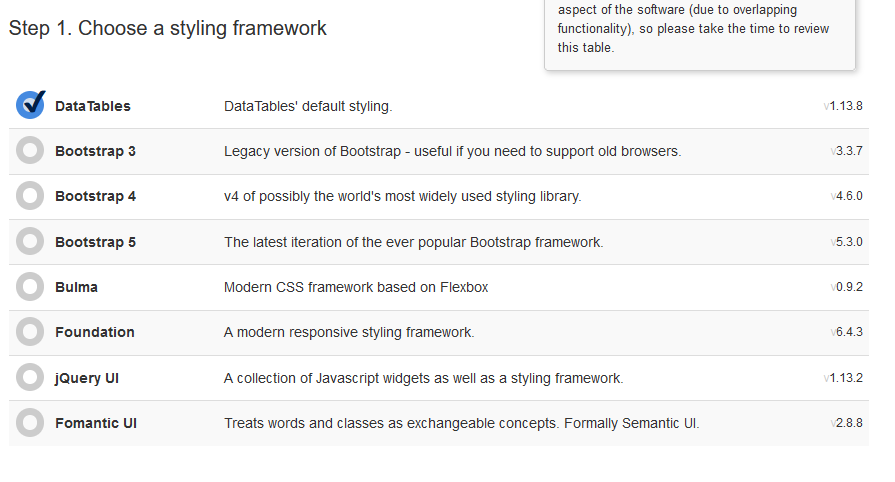 aspect of the software (due to overlapping
functionality), so please take the time to review
this table.
Step 1. Choose a styling framework
DataTables DataTables' default styling. v1.13.8
Bootstrap 3 Legacy version of Bootstrap - useful if you need to support old browsers. v3.3.7
Bootstrap 4 v4 of possibly the world's most widely used styling library. v4.6.0
Bootstrap 5 The latest iteration of the ever popular Bootstrap framework. v5.3.0
Bulma Modern CSS framework based on Flexbox v0.9.2
Foundation A modern responsive styling framework. v6.4.3
jQuery UI A collection of Javascript widgets as well as a styling framework. v1.13.2
Fomantic UI Treats words and classes as exchangeable concepts. Formally Semantic UI. v2.8.8